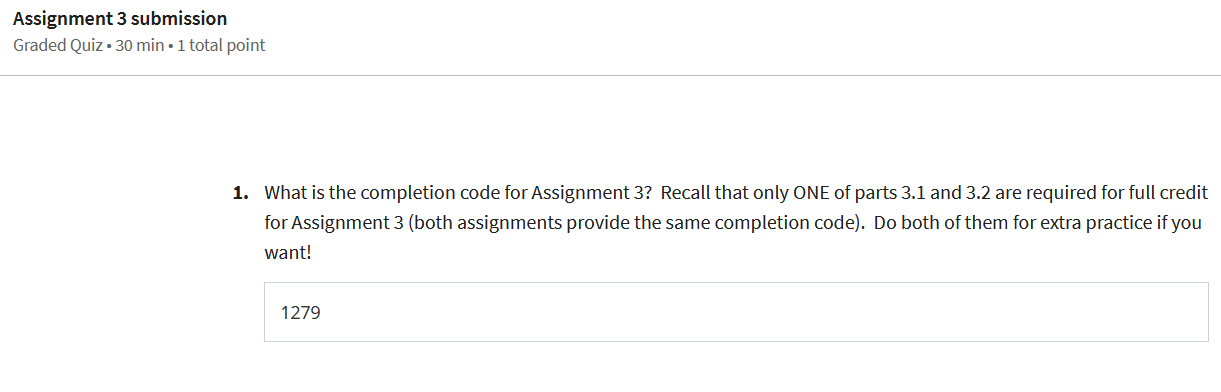 Assignment 3 submission
Graded Quiz • 30 min • 1 total point
1. What is the completion code for Assignment 3? Recall that only ONE of parts 3.1 and 3.2 are required for full credit
for Assignment 3 (both assignments provide the same completion code). Do both of them for extra practice if you
want!
1279